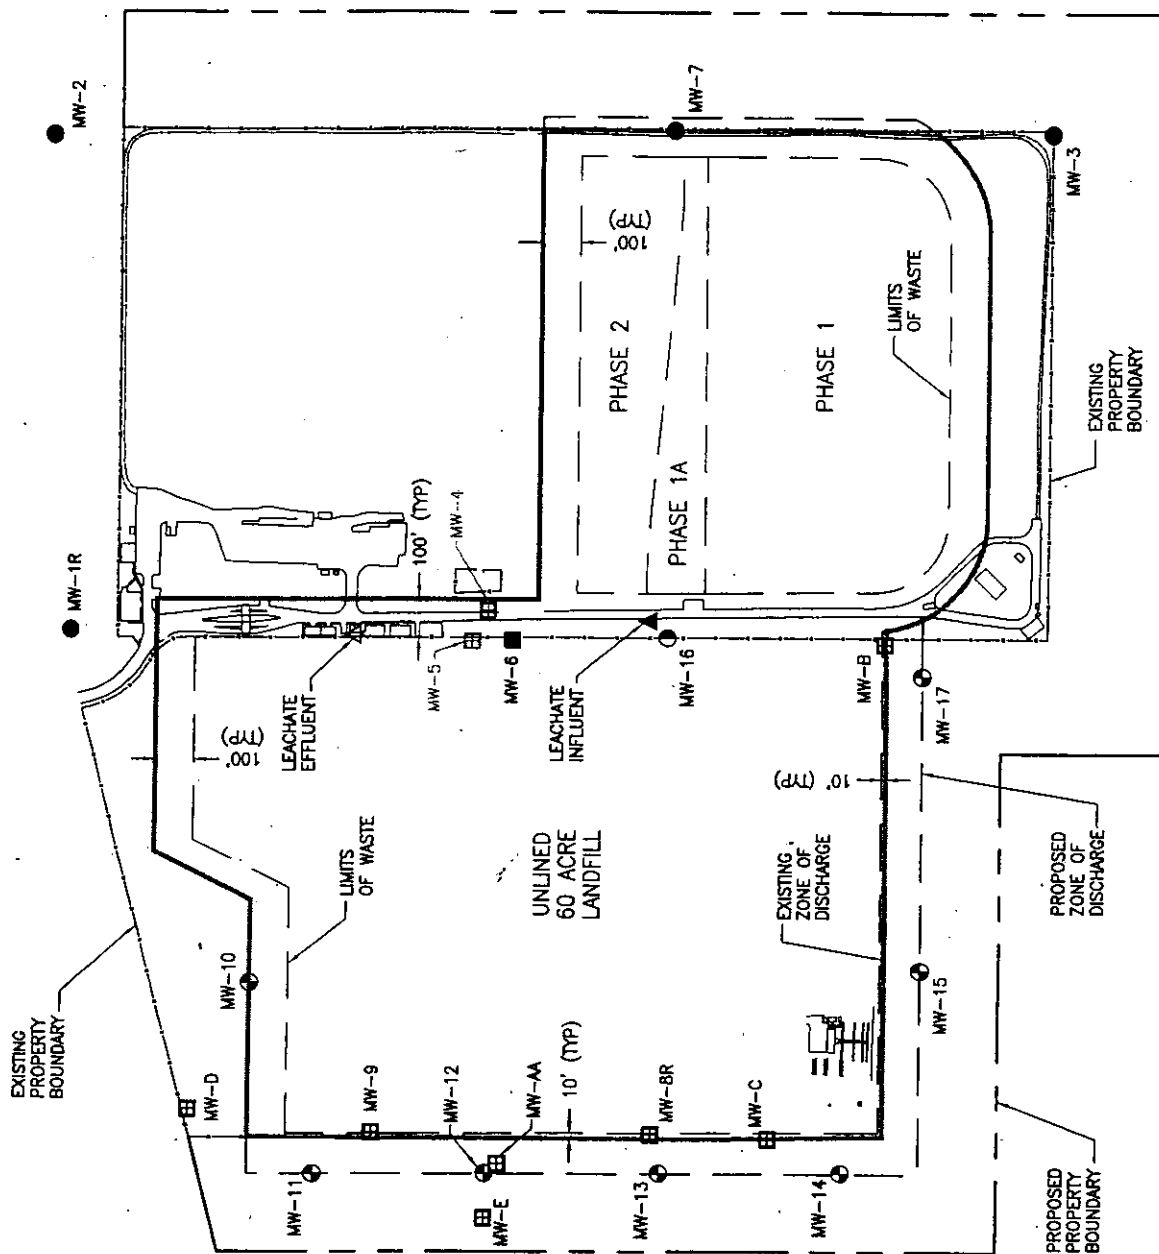 MW-2
MW-7
MW-3
100'
(TYP)
PHASE 2
PHASE 1A
PHASE 1
LIMITS
OF WASTE
EXISTING
PROPERTY
BOUNDARY
MW-1R
100' (TYP)
MW-4
MW-5
MW-6
LEACHATE
EFFLUENT
LEACHATE
INFLUENT
MW-16
MW-B
MW-17
100'
(TYP)
10' (TYP)
UNLINED
60 ACRE
LANDFILL
LIMITS
OF WASTE
EXISTING
ZONE OF
DISCHARGE
PROPOSED
ZONE OF
DISCHARGE
MW-10
MW-15
EXISTING
PROPERTY
BOUNDARY
MW-D
MW-9
MW-12
MW-AA
10' (TYP)
MW-8R
MW-C
MW-11
MW-E
MW-13
MW-14
PROPOSED
PROPERTY
BOUNDARY